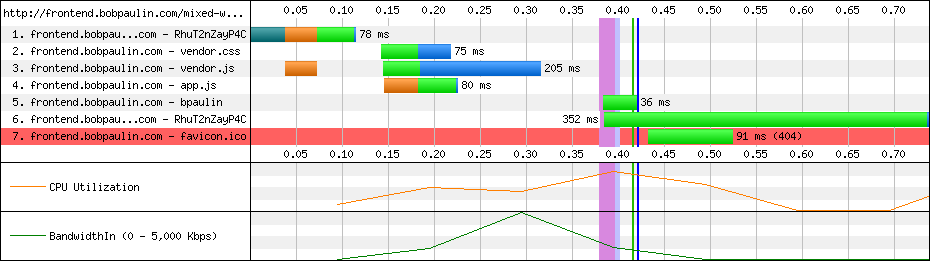 http://frontend.bobpaulin.com/mixed-w... 0.05 0.10 0.15 0.20 0.25 0.30 0.35 0.40 0.45 0.50 0.55 0.60 0.65 0.70
1. frontend.bobpau...com - RhuT2nZayP4C 78 ms
2. frontend.bobpaulin.com - vendor.css 75 ms
3. frontend.bobpaulin.com - vendor.js 205 ms
4. frontend.bobpaulin.com - app.js 80 ms
5. frontend.bobpaulin.com - bpaulin 36 ms
6. frontend.bobpau...com - RhuT2nZayP4C 352 ms
7. frontend.bobpaulin.com - favicon.ico 91 ms (404)
0.05 0.10 0.15 0.20 0.25 0.30 0.35 0.40 0.45 0.50 0.55 0.60 0.65 0.70
CPU Utilization
BandwidthIn (0 - 5,000 Kbps)